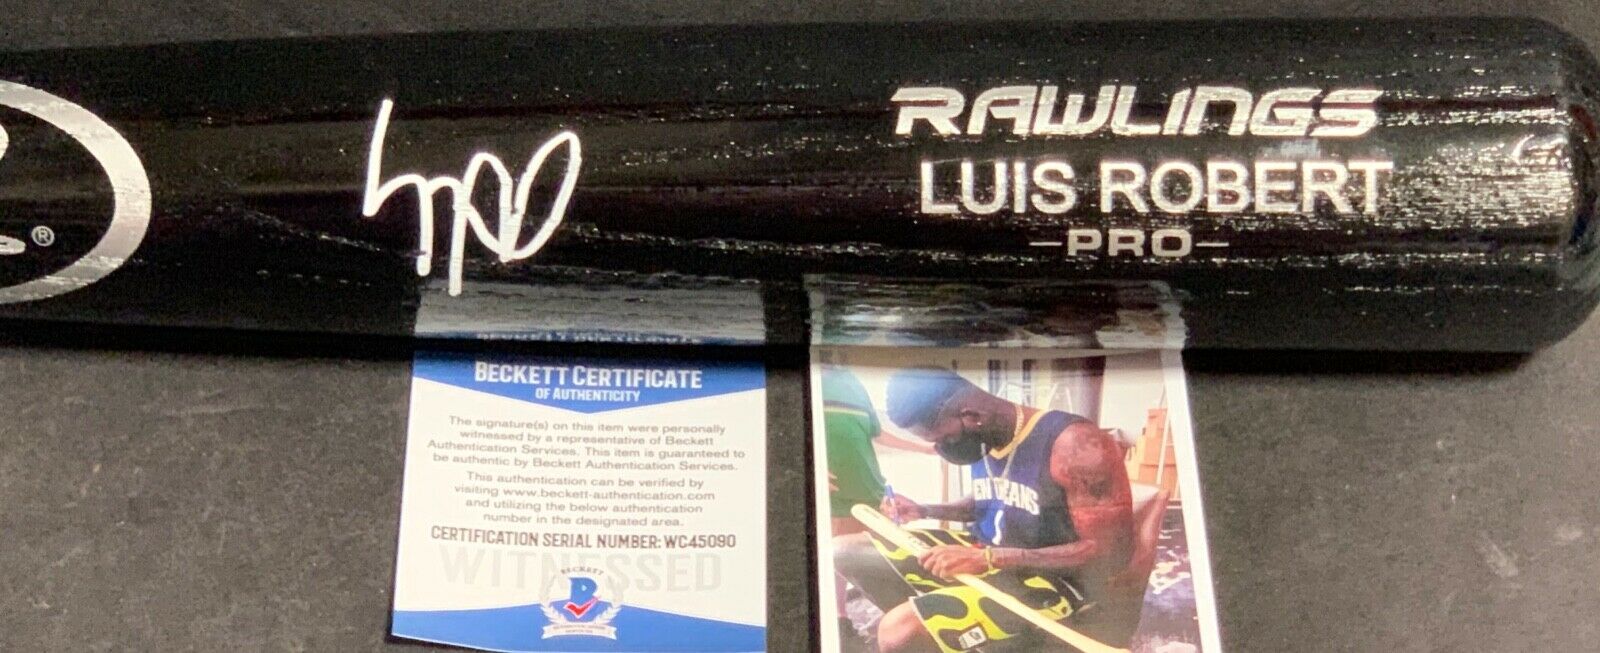 RAWLINGS
LUIS ROBERT
-PRO-
®
BECKETT CERTIFICATE
OF AUTHENTICITY
The signature(s) on this item were personally
witnessed by a representative of Beckett
Authentication Services. This item is guaranteed to
be authentic by Beckett Authentication Services.
This authentication can be verified by
visiting www.beckett-authentication.com
and utilizing the below authentication
number in the designated area.
CERTIFICATION SERIAL NUMBER: WC45090
WITNESSED
BECKETT